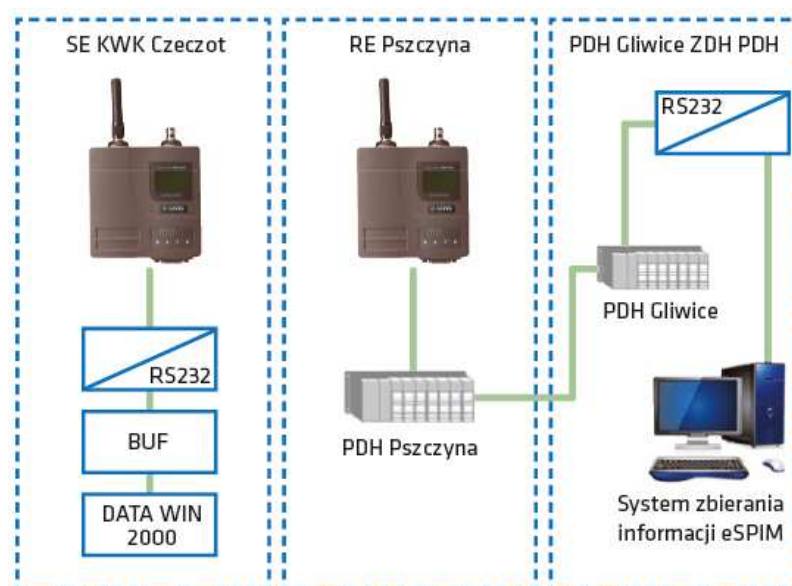 SE KWK Czeczot
RS232
BUF
DATA WIN
2000
RE Pszczyna
PDH Pszczyna
PDH Gliwice ZDH PDH
RS232
PDH Gliwice
System zbierania
informacji eSPIM